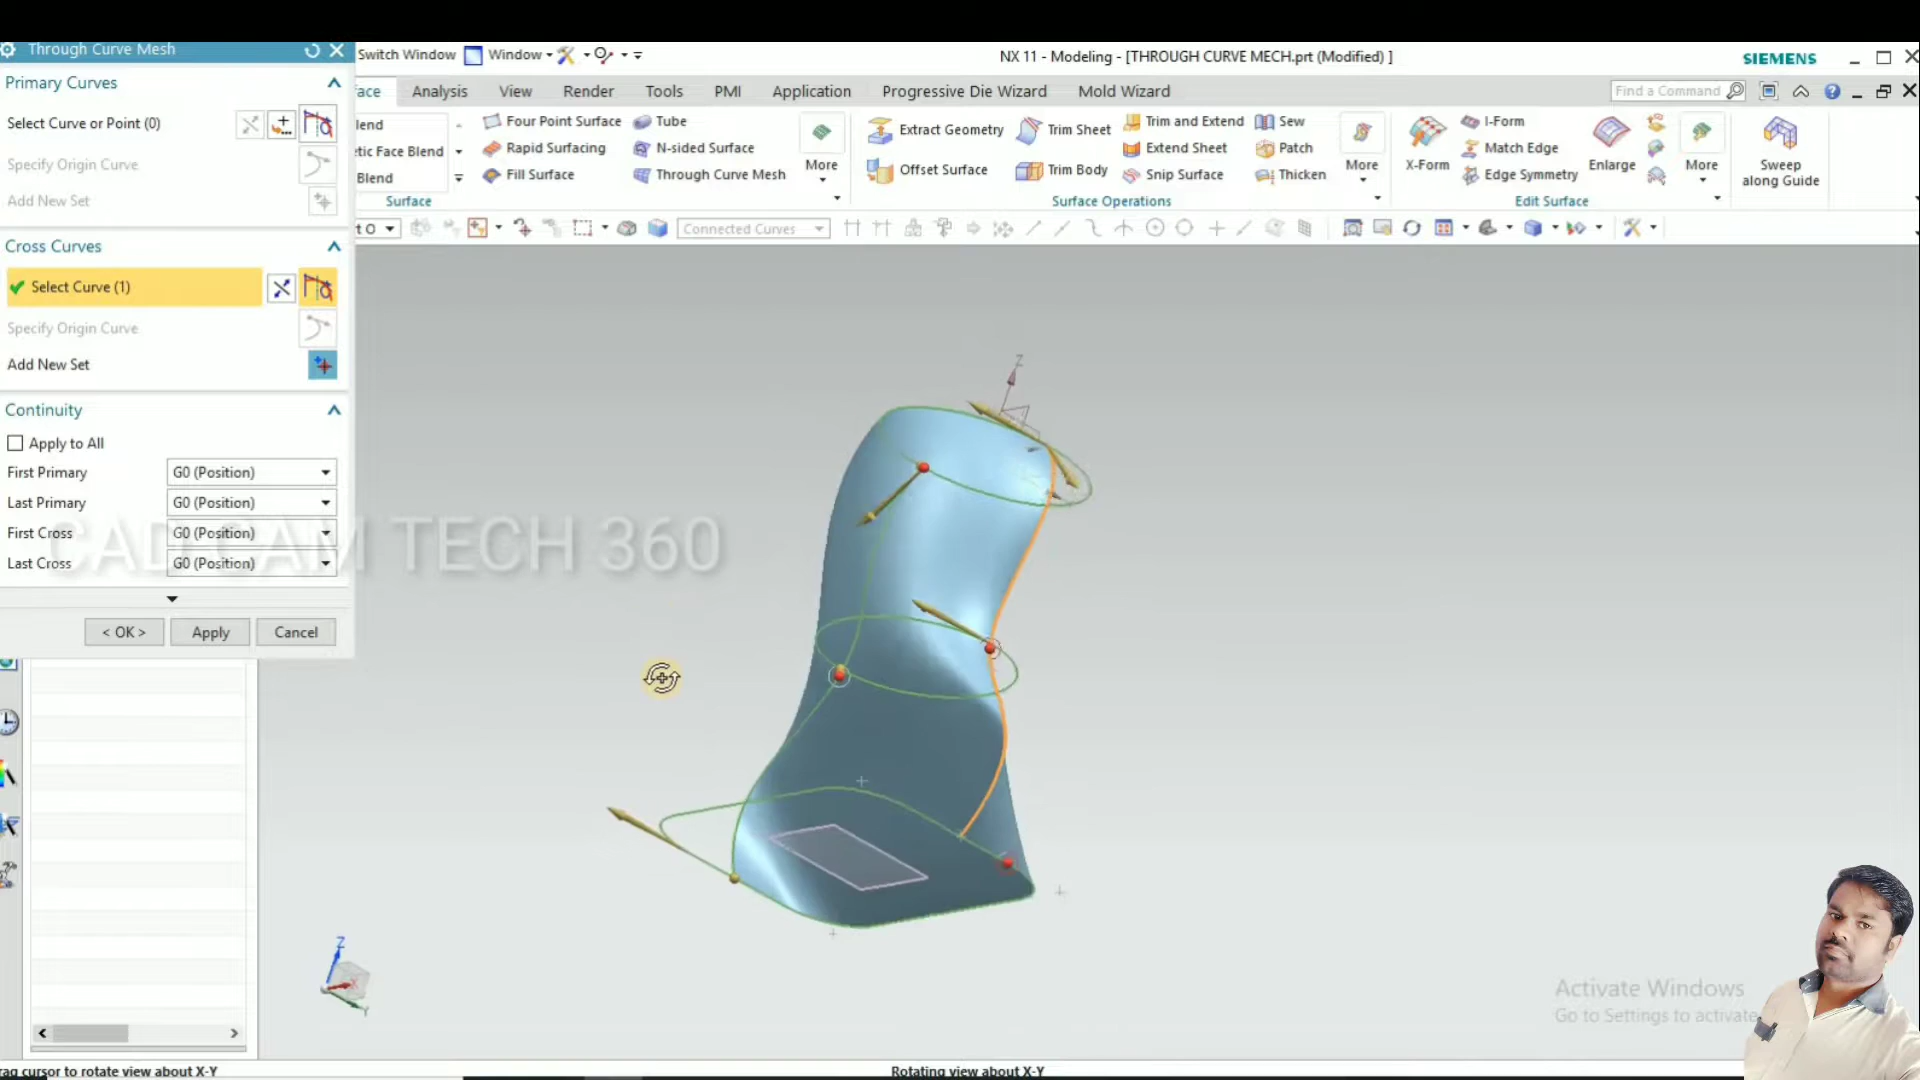 Through Curve Mesh
Switch Window Window
NX 11 - Modeling - [THROUGH CURVE MECH.prt (Modified) ]
SIEMENS
Primary Curves
Select Curve or Point (0)
Specify Origin Curve
Add New Set
Cross Curves
Select Curve (1)
Specify Origin Curve
Add New Set
Continuity
Apply to All
First Primary G0 (Position)
Last Primary G0 (Position)
First Cross G0 (Position)
Last Cross G0 (Position)
< OK > Apply Cancel
ace Analysis View Render Tools PMI Application Progressive Die Wizard Mold Wizard
Find a Command
lend
etic Face Blend
Blend
Four Point Surface
Rapid Surfacing
Fill Surface
Tube
N-sided Surface
Through Curve Mesh
More
Surface
Extract Geometry
Offset Surface
Trim Sheet
Trim Body
Trim and Extend
Extend Sheet
Snip Surface
Sew
Patch
Thicken
More
Surface Operations
X-Form
I-Form
Match Edge
Edge Symmetry
Enlarge
More
Edit Surface
Sweep
along Guide
t O
Connected Curves
CAD CAM TECH 360
Z
Z
X
Y
Activate Windows
Go to Settings to activate
rag cursor to rotate view about X-Y
Rotating view about X-Y